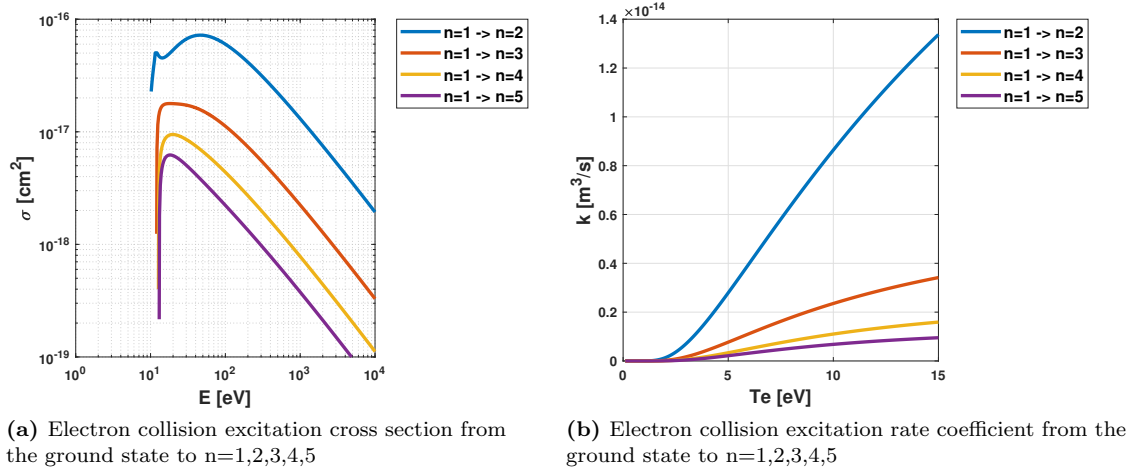 10^-16
10^-17
10^-18
10^-19
σ [cm^2]
10^0
10^1
10^2
10^3
10^4
E [eV]
n=1 -> n=2
n=1 -> n=3
n=1 -> n=4
n=1 -> n=5
(a) Electron collision excitation cross section from
the ground state to n=1,2,3,4,5
×10^-14
1.4
1.2
1
0.8
0.6
0.4
0.2
0
k [m^3/s]
0
5
10
15
Te [eV]
n=1 -> n=2
n=1 -> n=3
n=1 -> n=4
n=1 -> n=5
(b) Electron collision excitation rate coefficient from the
ground state to n=1,2,3,4,5